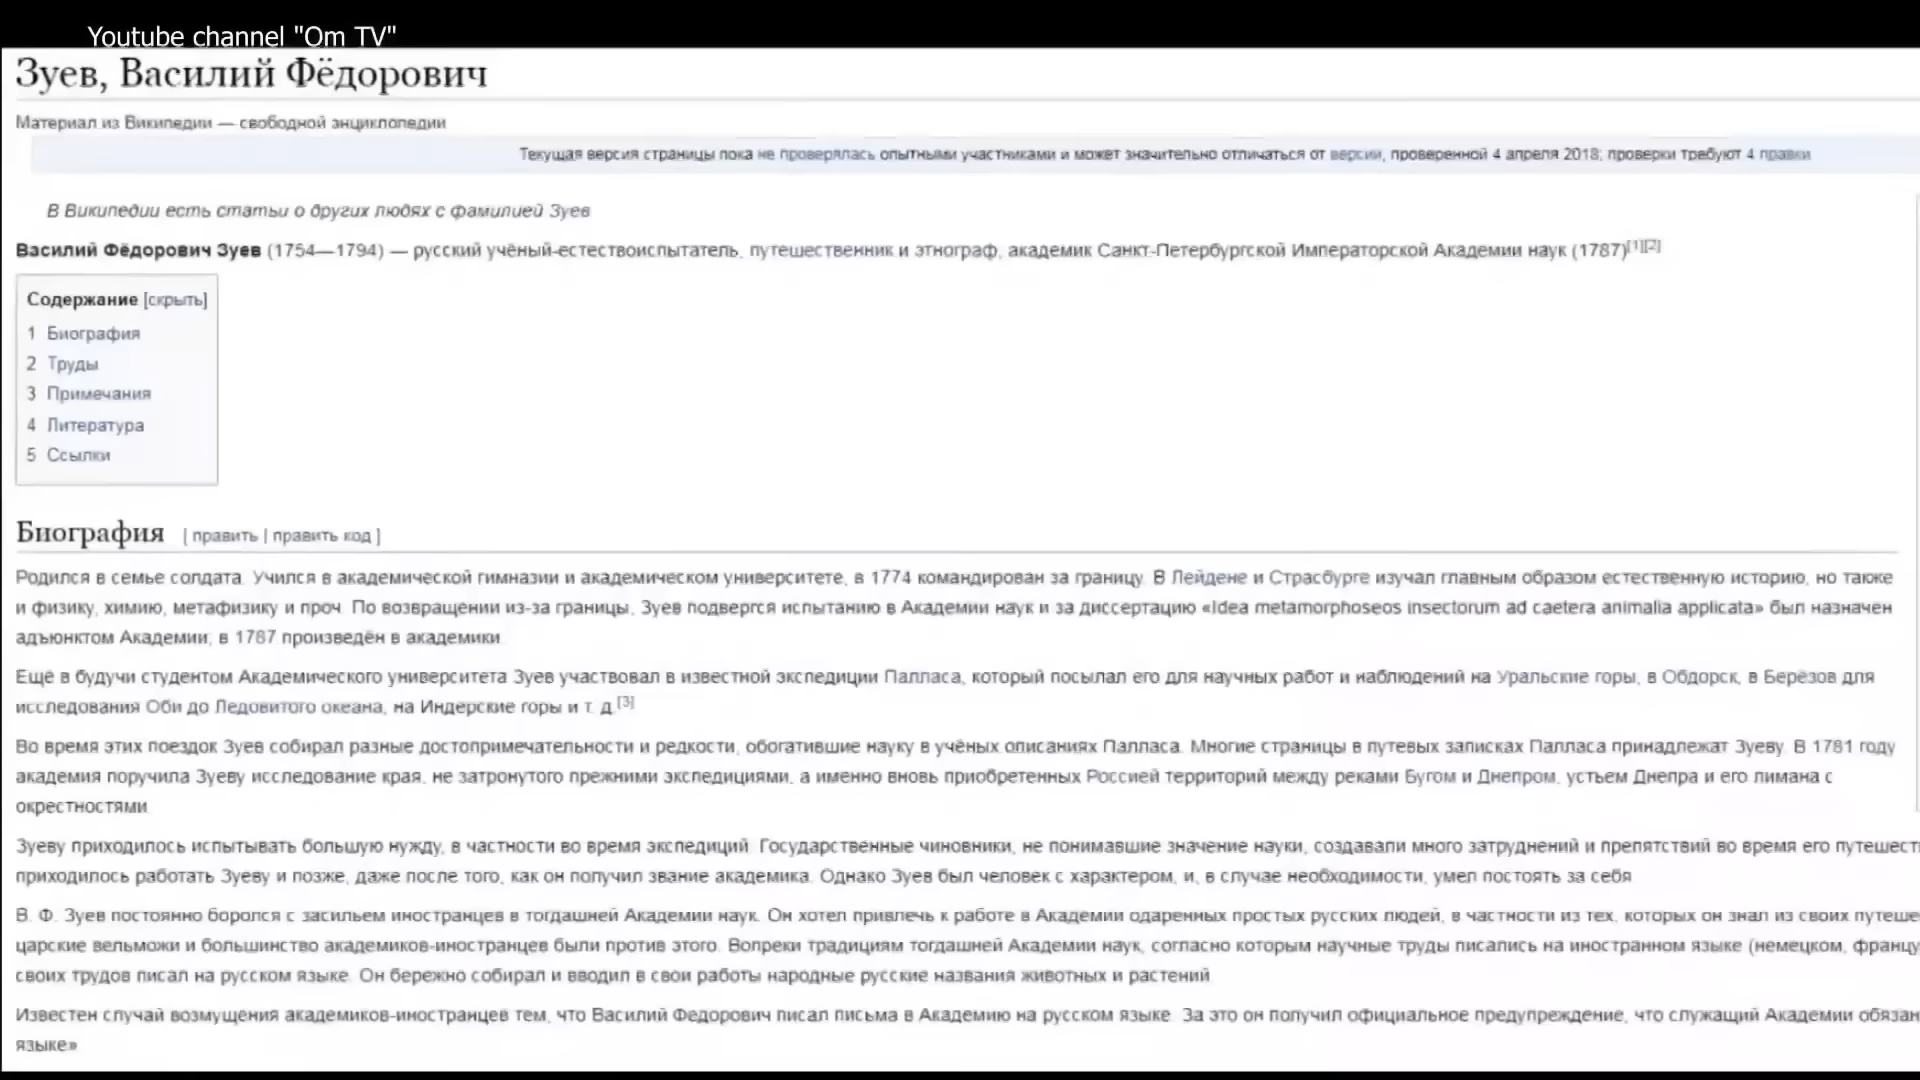 Youtube channel "Om TV"
Зуев, Василий Фёдорович
Материал из Википедии — свободной энциклопедии
Текущая версия страницы пока не проверялась опытными участниками и может значительно отличаться от версии, проверенной 4 апреля 2018; проверки требуют 4 правки
В Википедии есть статьи о других людях с фамилией Зуев
Василий Фёдорович Зуев (1754—1794) — русский учёный-естествоиспытатель, путешественник и этнограф, академик Санкт-Петербургской Императорской Академии наук (1787)[1][2]
Содержание [скрыть]
1 Биография
2 Труды
3 Примечания
4 Литература
5 Ссылки
Биография [ править | править код ]
Родился в семье солдата. Учился в академической гимназии и академическом университете, в 1774 командирован за границу. В Лейдене и Страсбурге изучал главным образом естественную историю, но также
и физику, химию, метафизику и проч. По возвращении из-за границы, Зуев подвергся испытанию в Академии наук и за диссертацию «Idea metamorphoseos insectorum ad caetera animalia applicata» был назначен
адъюнктом Академии; в 1787 произведён в академики.
Ещё в будучи студентом Академического университета Зуев участвовал в известной экспедиции Палласа, который посылал его для научных работ и наблюдений на Уральские горы, в Обдорск, в Берёзов для
исследования Оби до Ледовитого океана, на Индерские горы и т. д.[3]
Во время этих поездок Зуев собирал разные достопримечательности и редкости, обогатившие науку в учёных описаниях Палласа. Многие страницы в путевых записках Палласа принадлежат Зуеву. В 1781 году
академия поручила Зуеву исследование края, не затронутого прежними экспедициями, а именно вновь приобретенных Россией территорий между реками Бугом и Днепром, устьем Днепра и его лимана с
окрестностями.
Зуеву приходилось испытывать большую нужду, в частности во время экспедиций. Государственные чиновники, не понимавшие значение науки, создавали много затруднений и препятствий во время его путешест
приходилось работать Зуеву и позже, даже после того, как он получил звание академика. Однако Зуев был человек с характером, и, в случае необходимости, умел постоять за себя.
В. Ф. Зуев постоянно боролся с засильем иностранцев в тогдашней Академии наук. Он хотел привлечь к работе в Академии одаренных простых русских людей, в частности из тех, которых он знал из своих путеше
царские вельможи и большинство академиков-иностранцев были против этого. Вопреки традициям тогдашней Академии наук, согласно которым научные труды писались на иностранном языке (немецком, францу
своих трудов писал на русском языке. Он бережно собирал и вводил в свои работы народные русские названия животных и растений.
Известен случай возмущения академиков-иностранцев тем, что Василий Федорович писал письма в Академию на русском языке. За это он получил официальное предупреждение, что служащий Академии обязан
языке»